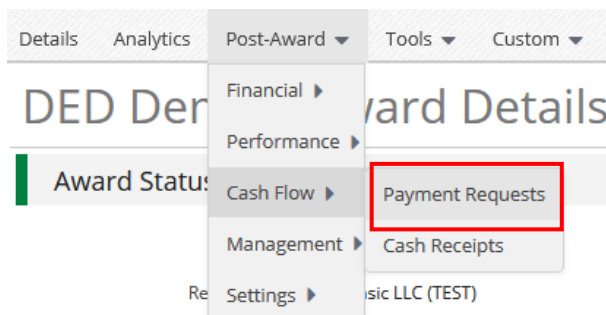 Details Analytics Post-Award Tools Custom
DED Der ward Details
Financial
Performance
Award Status
Cash Flow Payment Requests
Management Cash Receipts
Re Settings sic LLC (TEST)